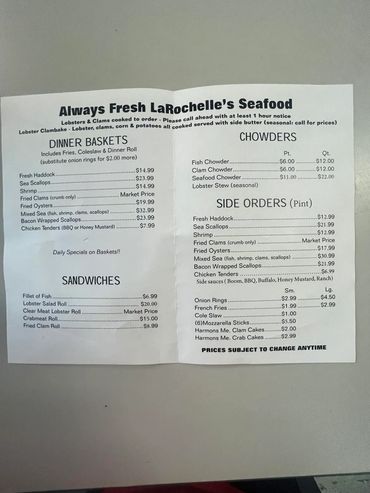 Always Fresh LaRochelle's Seafood
Lobsters & Clams cooked to order - Please call ahead with at least 1 hour notice
Lobster Clambake - Lobster, clams, corn & potatoes all cooked served with side butter (seasonal: call for prices)
DINNER BASKETS
Includes Fries, Coleslaw & Dinner Roll
(substitute onion rings for $2.00 more)
Fresh Haddock $14.99
Sea Scallops $23.99
Shrimp $14.99
Fried Clams (crumb only) Market Price
Fried Oysters $19.99
Mixed Sea (fish, shrimp, clams, scallops) $32.99
Bacon Wrapped Scallops $23.99
Chicken Tenders (BBQ or Honey Mustard) $7.99
Daily Specials on Baskets!!
SANDWICHES
Fillet of Fish $6.99
Lobster Salad Roll $20.00
Clear Meat Lobster Roll Market Price
Crabmeat Roll $15.00
Fried Clam Roll $8.99
CHOWDERS
Pt. Qt.
Fish Chowder $6.00 $12.00
Clam Chowder $6.00 $12.00
Seafood Chowder $11.00 $22.00
Lobster Stew (seasonal)
SIDE ORDERS (Pint)
Fresh Haddock $12.99
Sea Scallops $21.99
Shrimp $12.99
Fried Clams (crumb only) Market Price
Fried Oysters $17.99
Mixed Sea (fish, shrimp, clams, scallops) $30.99
Bacon Wrapped Scallops $21.99
Chicken Tenders $6.99
Side sauces ( Boom, BBQ, Buffalo, Honey Mustard, Ranch)
Sm. Lg.
Onion Rings $2.99 $4.50
French Fries $1.99 $2.99
Cole Slaw $1.00
(6)Mozzarella Sticks $5.50
Harmons Me. Clam Cakes $2.00
Harmons Me. Crab Cakes $2.99
PRICES SUBJECT TO CHANGE ANYTIME